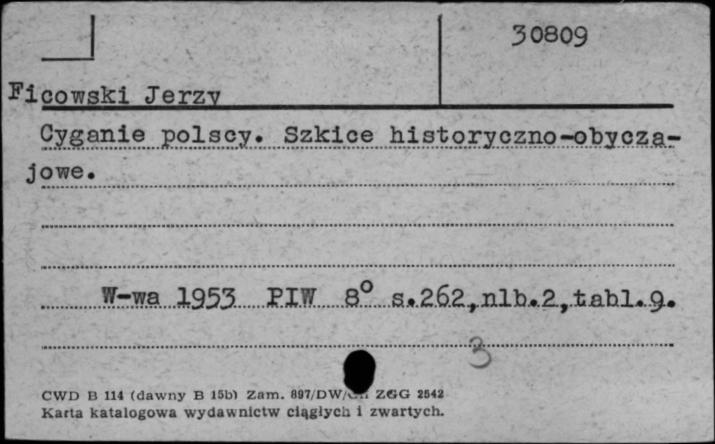 30809
Ficowski Jerzy
Cyganie polscy. Szkice historyczno-obycza-
jowe.
W-wa 1953 PIW 8° s.262,nlb.2,tabl.9.
3
CWD B 114 (dawny B 15b) Zam. 897/DW/ ZGG 2542
Karta katalogowa wydawnictw ciągłych i zwartych.